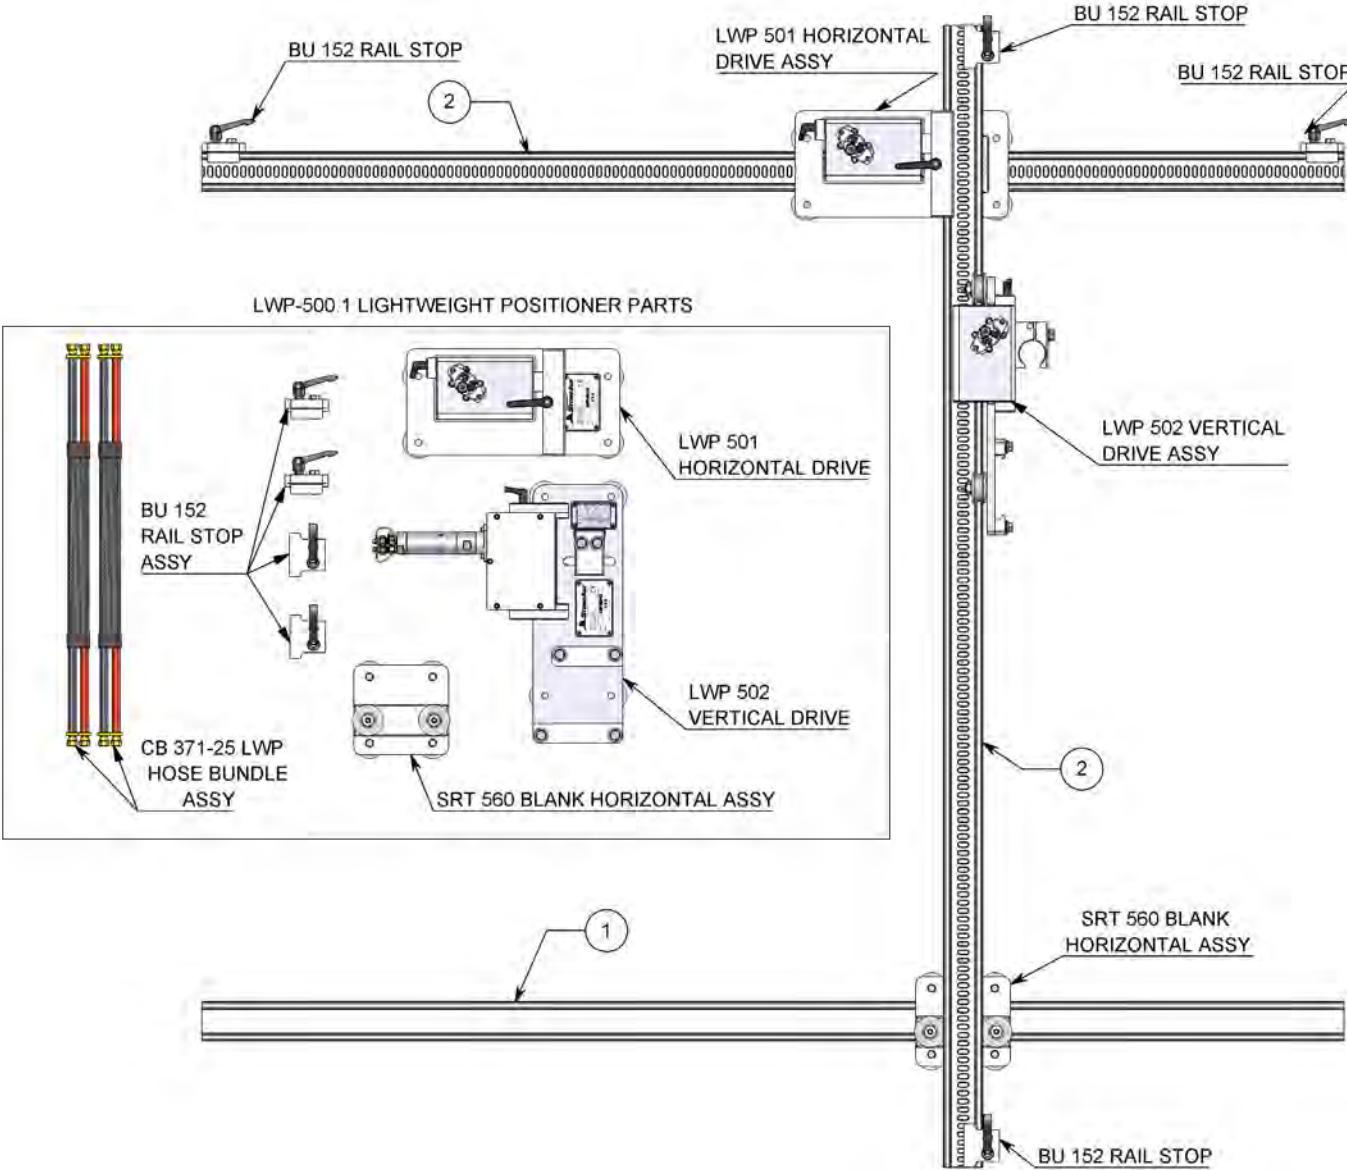 BU 152 RAIL STOP
BU 152 RAIL STOP
LWP 501 HORIZONTAL
DRIVE ASSY
BU 152 RAIL STOP
2
LWP-500.1 LIGHTWEIGHT POSITIONER PARTS
LWP 501
HORIZONTAL DRIVE
BU 152
RAIL STOP
ASSY
LWP 502
VERTICAL DRIVE
CB 371-25 LWP
HOSE BUNDLE
ASSY
SRT 560 BLANK HORIZONTAL ASSY
LWP 502 VERTICAL
DRIVE ASSY
2
1
SRT 560 BLANK
HORIZONTAL ASSY
BU 152 RAIL STOP